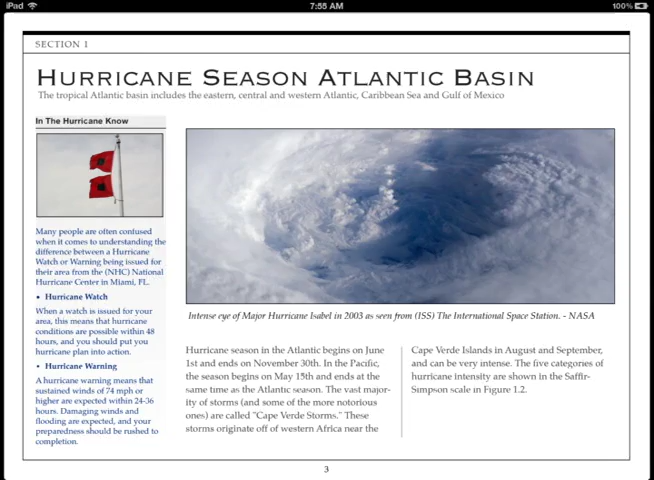 iPad 7:55 AM 100%
SECTION 1
HURRICANE SEASON ATLANTIC BASIN
The tropical Atlantic basin includes the eastern, central and western Atlantic, Caribbean Sea and Gulf of Mexico
In The Hurricane Know
Many people are often confused
when it comes to understanding the
difference between a Hurricane
Watch or Warning being issued for
their area from the (NHC) National
Hurricane Center in Miami, FL.
• Hurricane Watch
When a watch is issued for your
area, this means that hurricane
conditions are possible within 48
hours, and you should put you
hurricane plan into action.
• Hurricane Warning
A hurricane warning means that
sustained winds of 74 mph or
higher are expected within 24-36
hours. Damaging winds and
flooding are expected, and your
preparedness should be rushed to
completion.
Intense eye of Major Hurricane Isabel in 2003 as seen from (ISS) The International Space Station. - NASA
Hurricane season in the Atlantic begins on June
1st and ends on November 30th. In the Pacific,
the season begins on May 15th and ends at the
same time as the Atlantic season. The vast major-
ity of storms (and some of the more notorious
ones) are called "Cape Verde Storms." These
storms originate off of western Africa near the
Cape Verde Islands in August and September,
and can be very intense. The five categories of
hurricane intensity are shown in the Saffir-
Simpson scale in Figure 1.2.
3